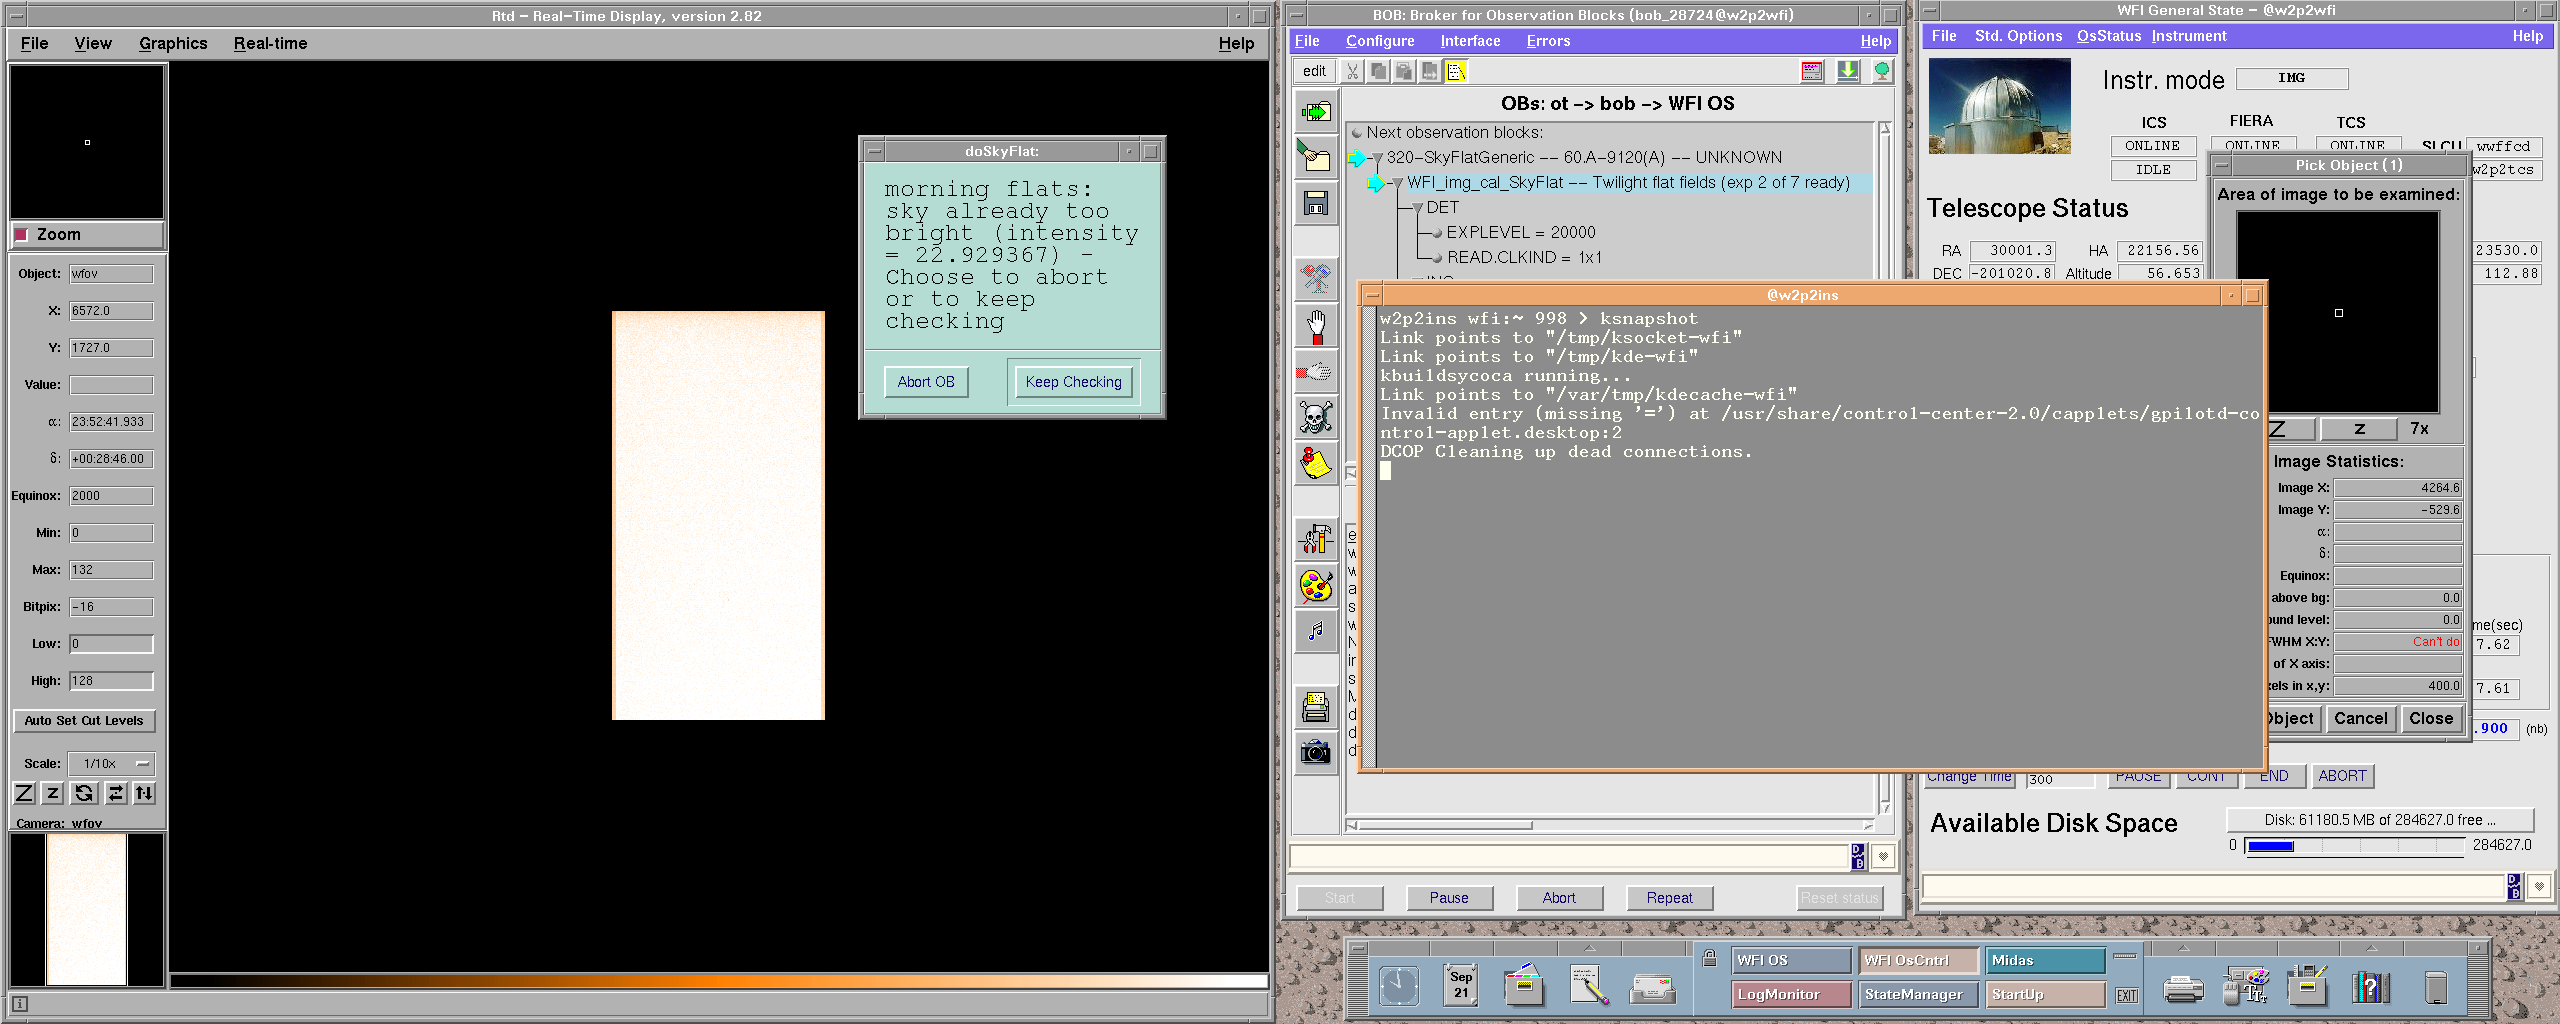 Rtd - Real-Time Display, version 2.82
File View Graphics Real-time Help
Zoom
Object: wfov
X: 6572.0
Y: 1727.0
Value:
α: 23:52:41.933
δ: +00:28:46.00
Equinox: 2000
Min: 0
Max: 132
Bitpix: -16
Low: 0
High: 128
Auto Set Cut Levels
Scale: 1/10x
Z z
Camera: wfov
doSkyFlat:
morning flats:
sky already too
bright (intensity
= 22.929367) -
Choose to abort
or to keep
checking
Abort OB Keep Checking
BOB: Broker for Observation Blocks (bob_28724@w2p2wfi)
File Configure Interface Errors Help
edit
OBs: ot -> bob -> WFI OS
Next observation blocks:
320-SkyFlatGeneric -- 60.A-9120(A) -- UNKNOWN
WFI_img_cal_SkyFlat -- Twilight flat fields (exp 2 of 7 ready)
DET
EXPLEVEL = 20000
READ.CLKIND = 1x1
Start Pause Abort Repeat Reset status
@w2p2ins
w2p2ins wfi:~ 998 > ksnapshot
Link points to "/tmp/ksocket-wfi"
Link points to "/tmp/kde-wfi"
kbuildsycoca running...
Link points to "/var/tmp/kdecache-wfi"
Invalid entry (missing '=') at /usr/share/control-center-2.0/capplets/gpilotd-co
ntrol-applet.desktop:2
DCOP Cleaning up dead connections.
WFI General State - @w2p2wfi
File Std. Options OsStatus Instrument Help
Instr. mode IMG
ICS FIERA TCS
ONLINE ONLINE ONLINE SLCU wwffcd
IDLE w2p2tcs
Telescope Status
RA 30001.3 HA 22156.56 23530.0
DEC -201020.8 Altitude 56.653 112.88
Pick Object (1)
Area of image to be examined:
Z z 7x
Image Statistics:
Image X: 4264.6
Image Y: -529.6
α:
δ:
Equinox:
above bg: 0.0
ound level: 0.0
FWHM X:Y: Can't do
of X axis:
xels in x,y: 400.0
Object Cancel Close
me(sec)
7.62
7.61
.900 (nb)
Change Time 300 PAUSE CONT END ABORT
Available Disk Space
Disk: 61180.5 MB of 284627.0 free ...
0 284627.0
Sep
21
WFI OS WFI OsCntrl Midas
LogMonitor StateManager StartUp
EXIT